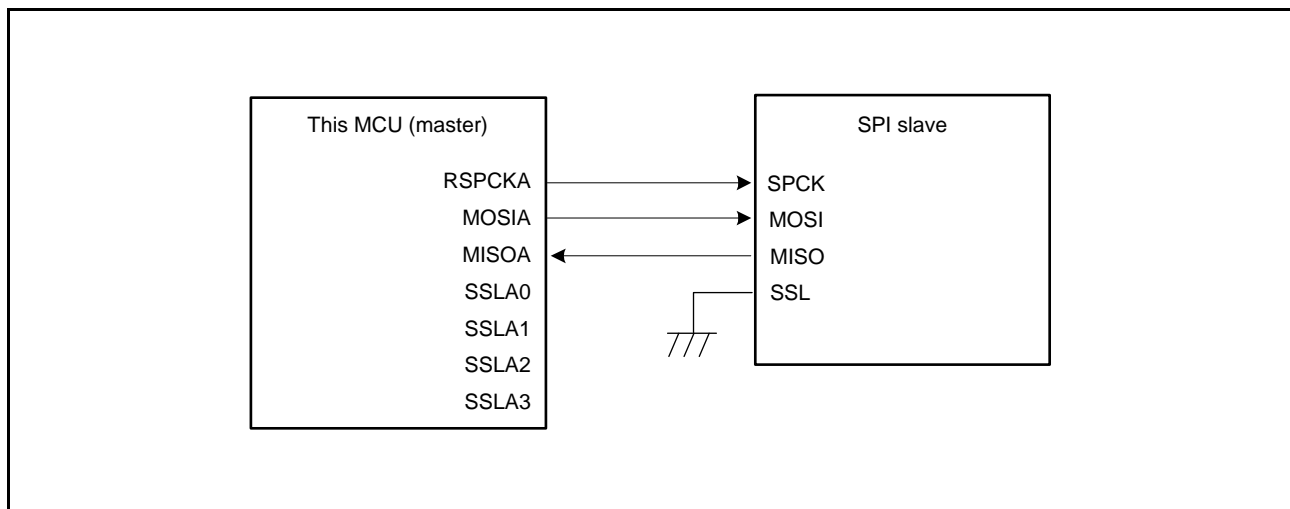 This MCU (master)
RSPCKA
MOSIA
MISOA
SSLA0
SSLA1
SSLA2
SSLA3
SPI slave
SPCK
MOSI
MISO
SSL